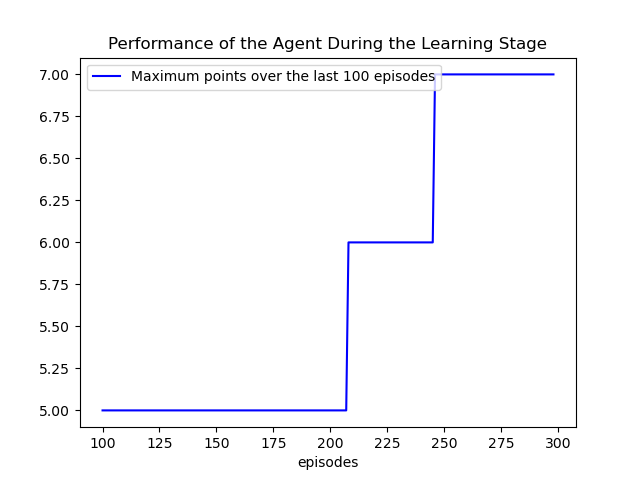 Performance of the Agent During the Learning Stage
Maximum points over the last 100 episodes
7.00
6.75
6.50
6.25
6.00
5.75
5.50
5.25
5.00
100 125 150 175 200 225 250 275 300
episodes